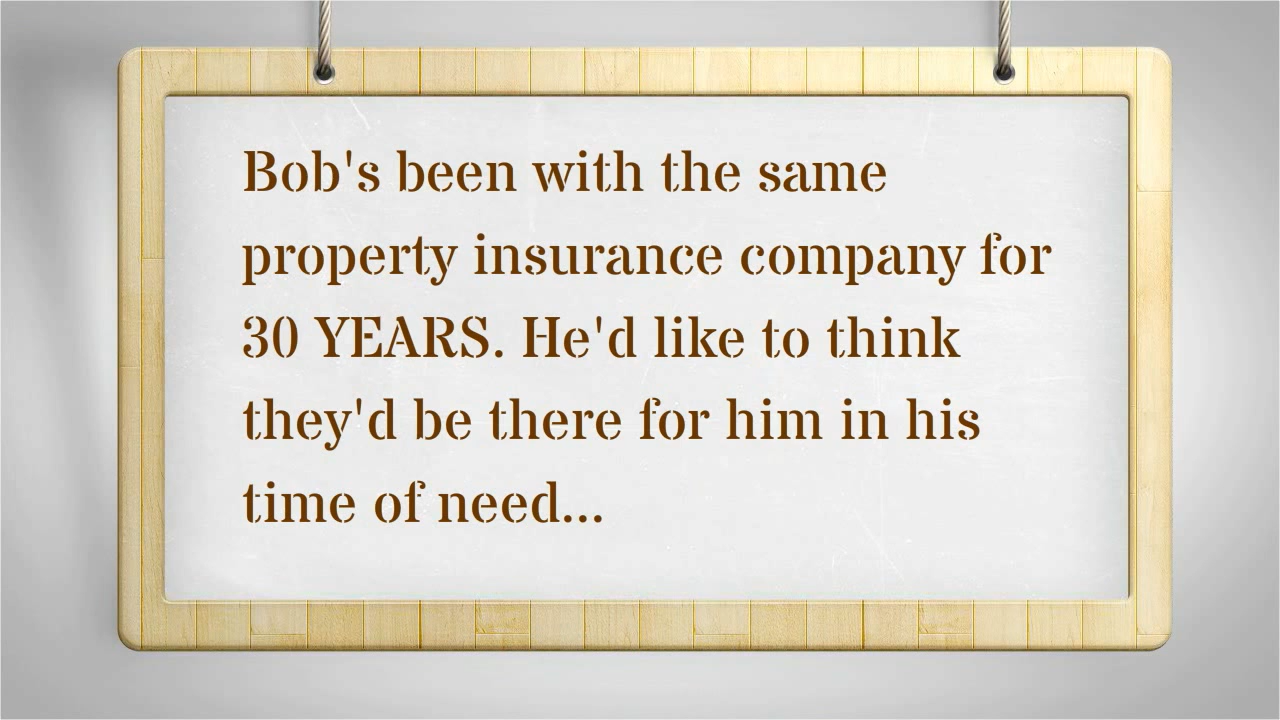 Bob's been with the same
property insurance company for
30 YEARS. He'd like to think
they'd be there for him in his
time of need...